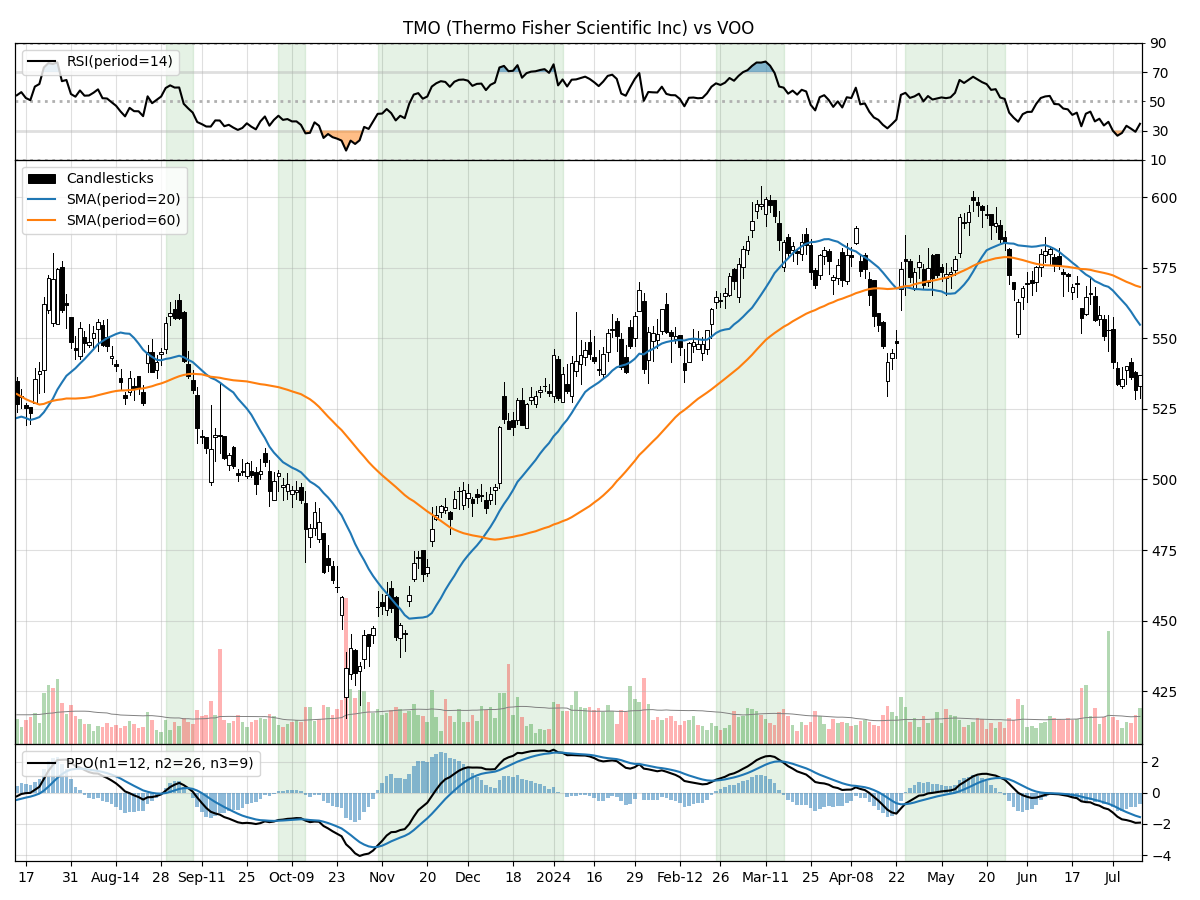 TMO (Thermo Fisher Scientific Inc) vs VOO
RSI(period=14)
90
70
50
30
10
Candlesticks
SMA(period=20)
SMA(period=60)
600
575
550
525
500
475
450
425
PPO(n1=12, n2=26, n3=9)
2
0
−2
−4
17 31 Aug-14 28 Sep-11 25 Oct-09 23 Nov 20 Dec 18 2024 16 29 Feb-12 26 Mar-11 25 Apr-08 22 May 20 Jun 17 Jul